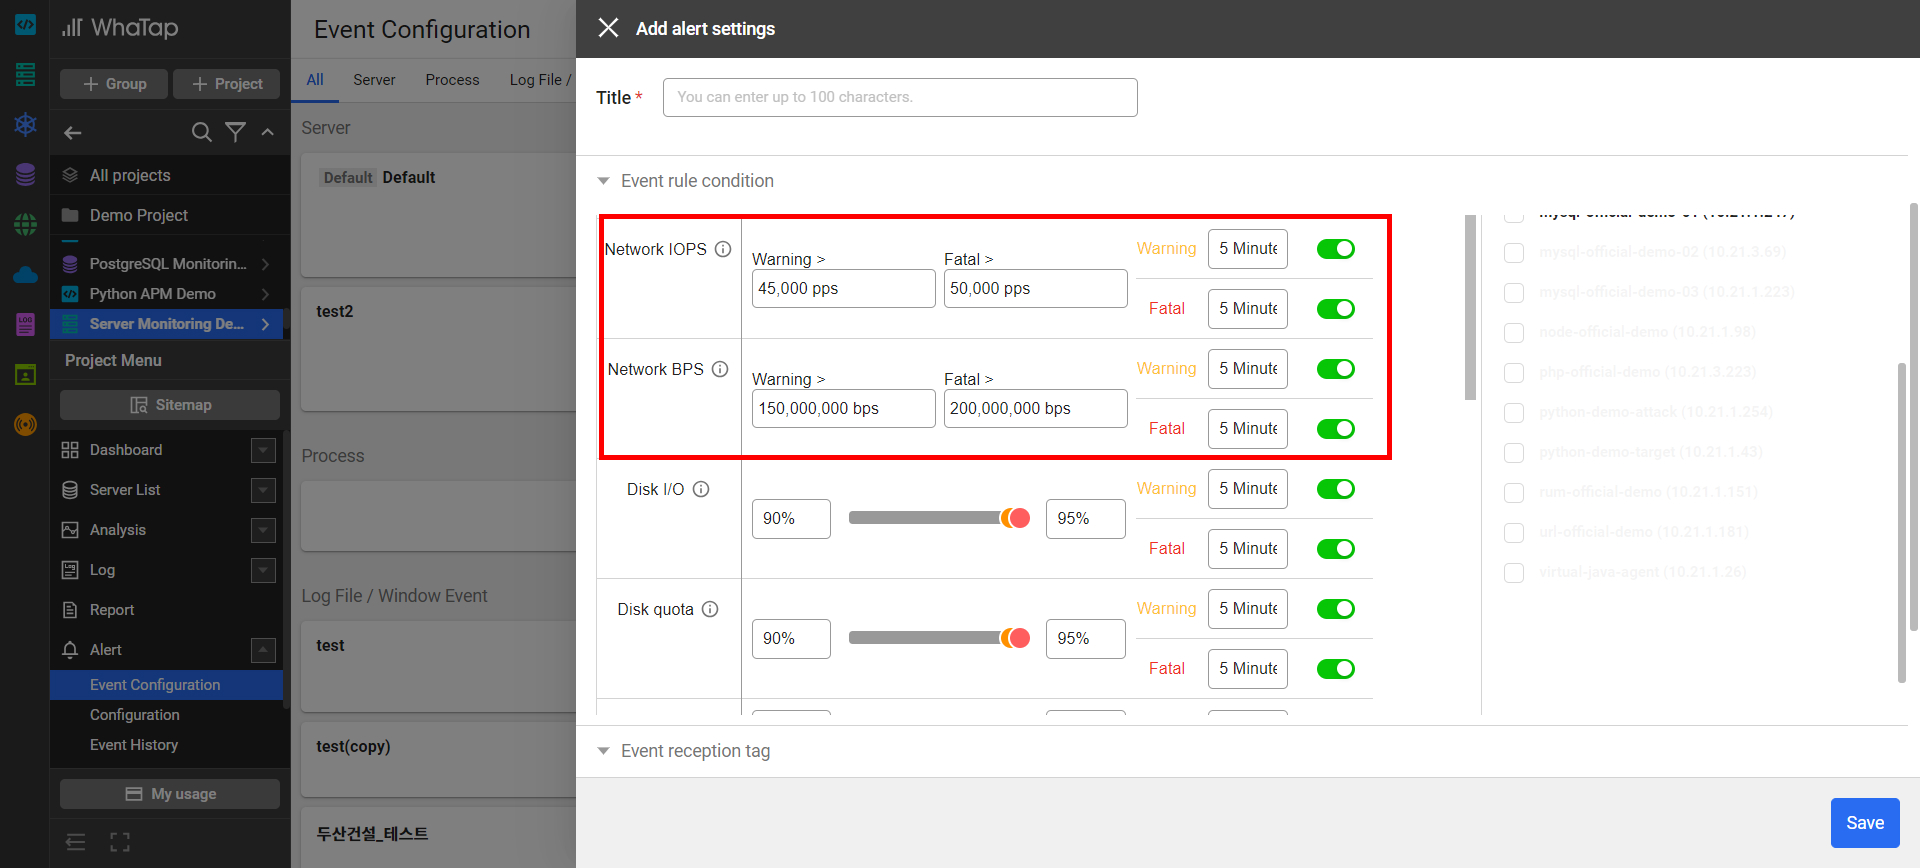 WhaTap
Group
Project
All projects
Demo Project
PostgreSQL Monitorin...
Python APM Demo
Server Monitoring De...
Project Menu
Sitemap
Dashboard
Server List
Analysis
Log
Report
Alert
Event Configuration
Configuration
Event History
My usage
Event Configuration
All Server Process Log File /
Server
Default Default
test2
Process
Log File / Window Event
test
test(copy)
두산건설_테스트
Add alert settings
Title *
You can enter up to 100 characters.
Event rule condition
Network IOPS
Warning > Fatal >
45,000 pps 50,000 pps
Warning 5 Minute
Fatal 5 Minute
Network BPS
Warning > Fatal >
150,000,000 bps 200,000,000 bps
Warning 5 Minute
Fatal 5 Minute
Disk I/O
90% 95%
Warning 5 Minute
Fatal 5 Minute
Disk quota
90% 95%
Warning 5 Minute
Fatal 5 Minute
mysql-official-demo-02 (10.21.3.69)
mysql-official-demo-03 (10.21.1.223)
node-official-demo (10.21.1.98)
php-official-demo (10.21.3.223)
python-demo-attack (10.21.1.254)
python-demo-target (10.21.1.43)
rum-official-demo (10.21.1.151)
url-official-demo (10.21.1.181)
virtual-java-agent (10.21.1.26)
Event reception tag
Save